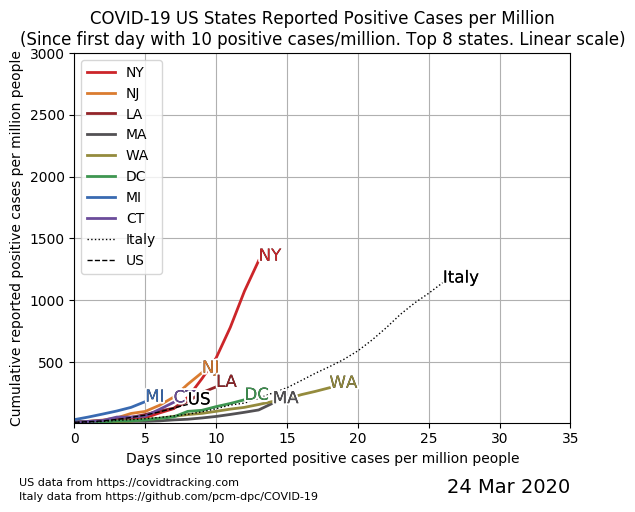 COVID-19 US States Reported Positive Cases per Million
(Since first day with 10 positive cases/million. Top 8 states. Linear scale)
Cumulative reported positive cases per million people
3000
2500
2000
1500
1000
500
NY
NJ
LA
MA
WA
DC
MI
CT
Italy
US
NY
Italy
NJ
LA
WA
MI
CT
US
DC
MA
0
5
10
15
20
25
30
35
Days since 10 reported positive cases per million people
US data from https://covidtracking.com
Italy data from https://github.com/pcm-dpc/COVID-19
24 Mar 2020